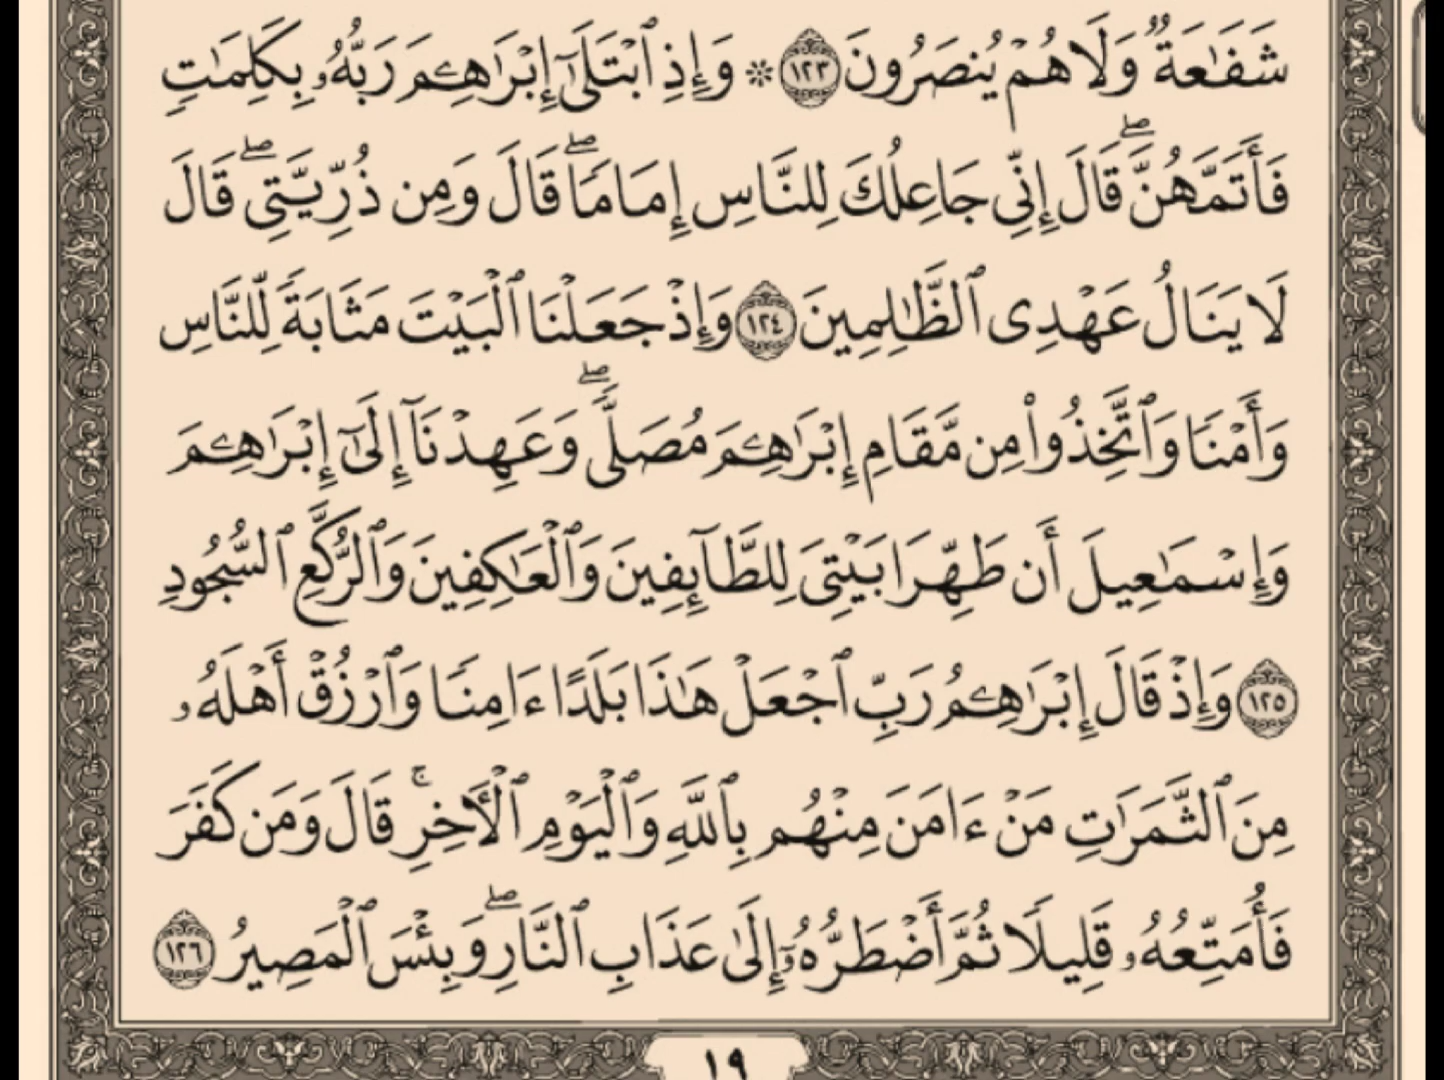 شَفَٰعَةٌ وَلَا هُمْ يُنصَرُونَ ١٢٣ ۞ وَإِذِ ٱبْتَلَىٰٓ إِبْرَٰهِـۧمَ رَبُّهُۥ بِكَلِمَٰتٍ
فَأَتَمَّهُنَّ ۖ قَالَ إِنِّى جَاعِلُكَ لِلنَّاسِ إِمَامًا ۖ قَالَ وَمِن ذُرِّيَّتِى ۖ قَالَ
لَا يَنَالُ عَهْدِى ٱلظَّٰلِمِينَ ١٢٤ وَإِذْ جَعَلْنَا ٱلْبَيْتَ مَثَابَةً لِّلنَّاسِ
وَأَمْنًا وَٱتَّخِذُوا۟ مِن مَّقَامِ إِبْرَٰهِـۧمَ مُصَلًّى ۖ وَعَهِدْنَآ إِلَىٰٓ إِبْرَٰهِـۧمَ
وَإِسْمَٰعِيلَ أَن طَهِّرَا بَيْتِىَ لِلطَّآئِفِينَ وَٱلْعَٰكِفِينَ وَٱلرُّكَّعِ ٱلسُّجُودِ
١٢٥ وَإِذْ قَالَ إِبْرَٰهِـۧمُ رَبِّ ٱجْعَلْ هَٰذَا بَلَدًا ءَامِنًا وَٱرْزُقْ أَهْلَهُۥ
مِنَ ٱلثَّمَرَٰتِ مَنْ ءَامَنَ مِنْهُم بِٱللَّهِ وَٱلْيَوْمِ ٱلْءَاخِرِ ۚ قَالَ وَمَن كَفَرَ
فَأُمَتِّعُهُۥ قَلِيلًا ثُمَّ أَضْطَرُّهُۥٓ إِلَىٰ عَذَابِ ٱلنَّارِ ۖ وَبِئْسَ ٱلْمَصِيرُ ١٢٦
١٩